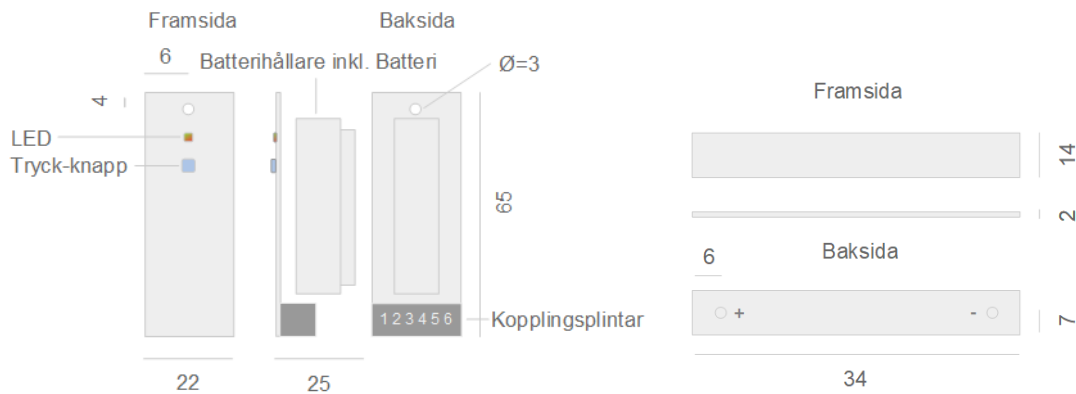 Framsida
Baksida
6
Batterihållare inkl. Batteri
Ø=3
4
LED
Tryck-knapp
65
1 2 3 4 5 6
Kopplingsplintar
22
25
Framsida
14
2
Baksida
6
+
-
7
34